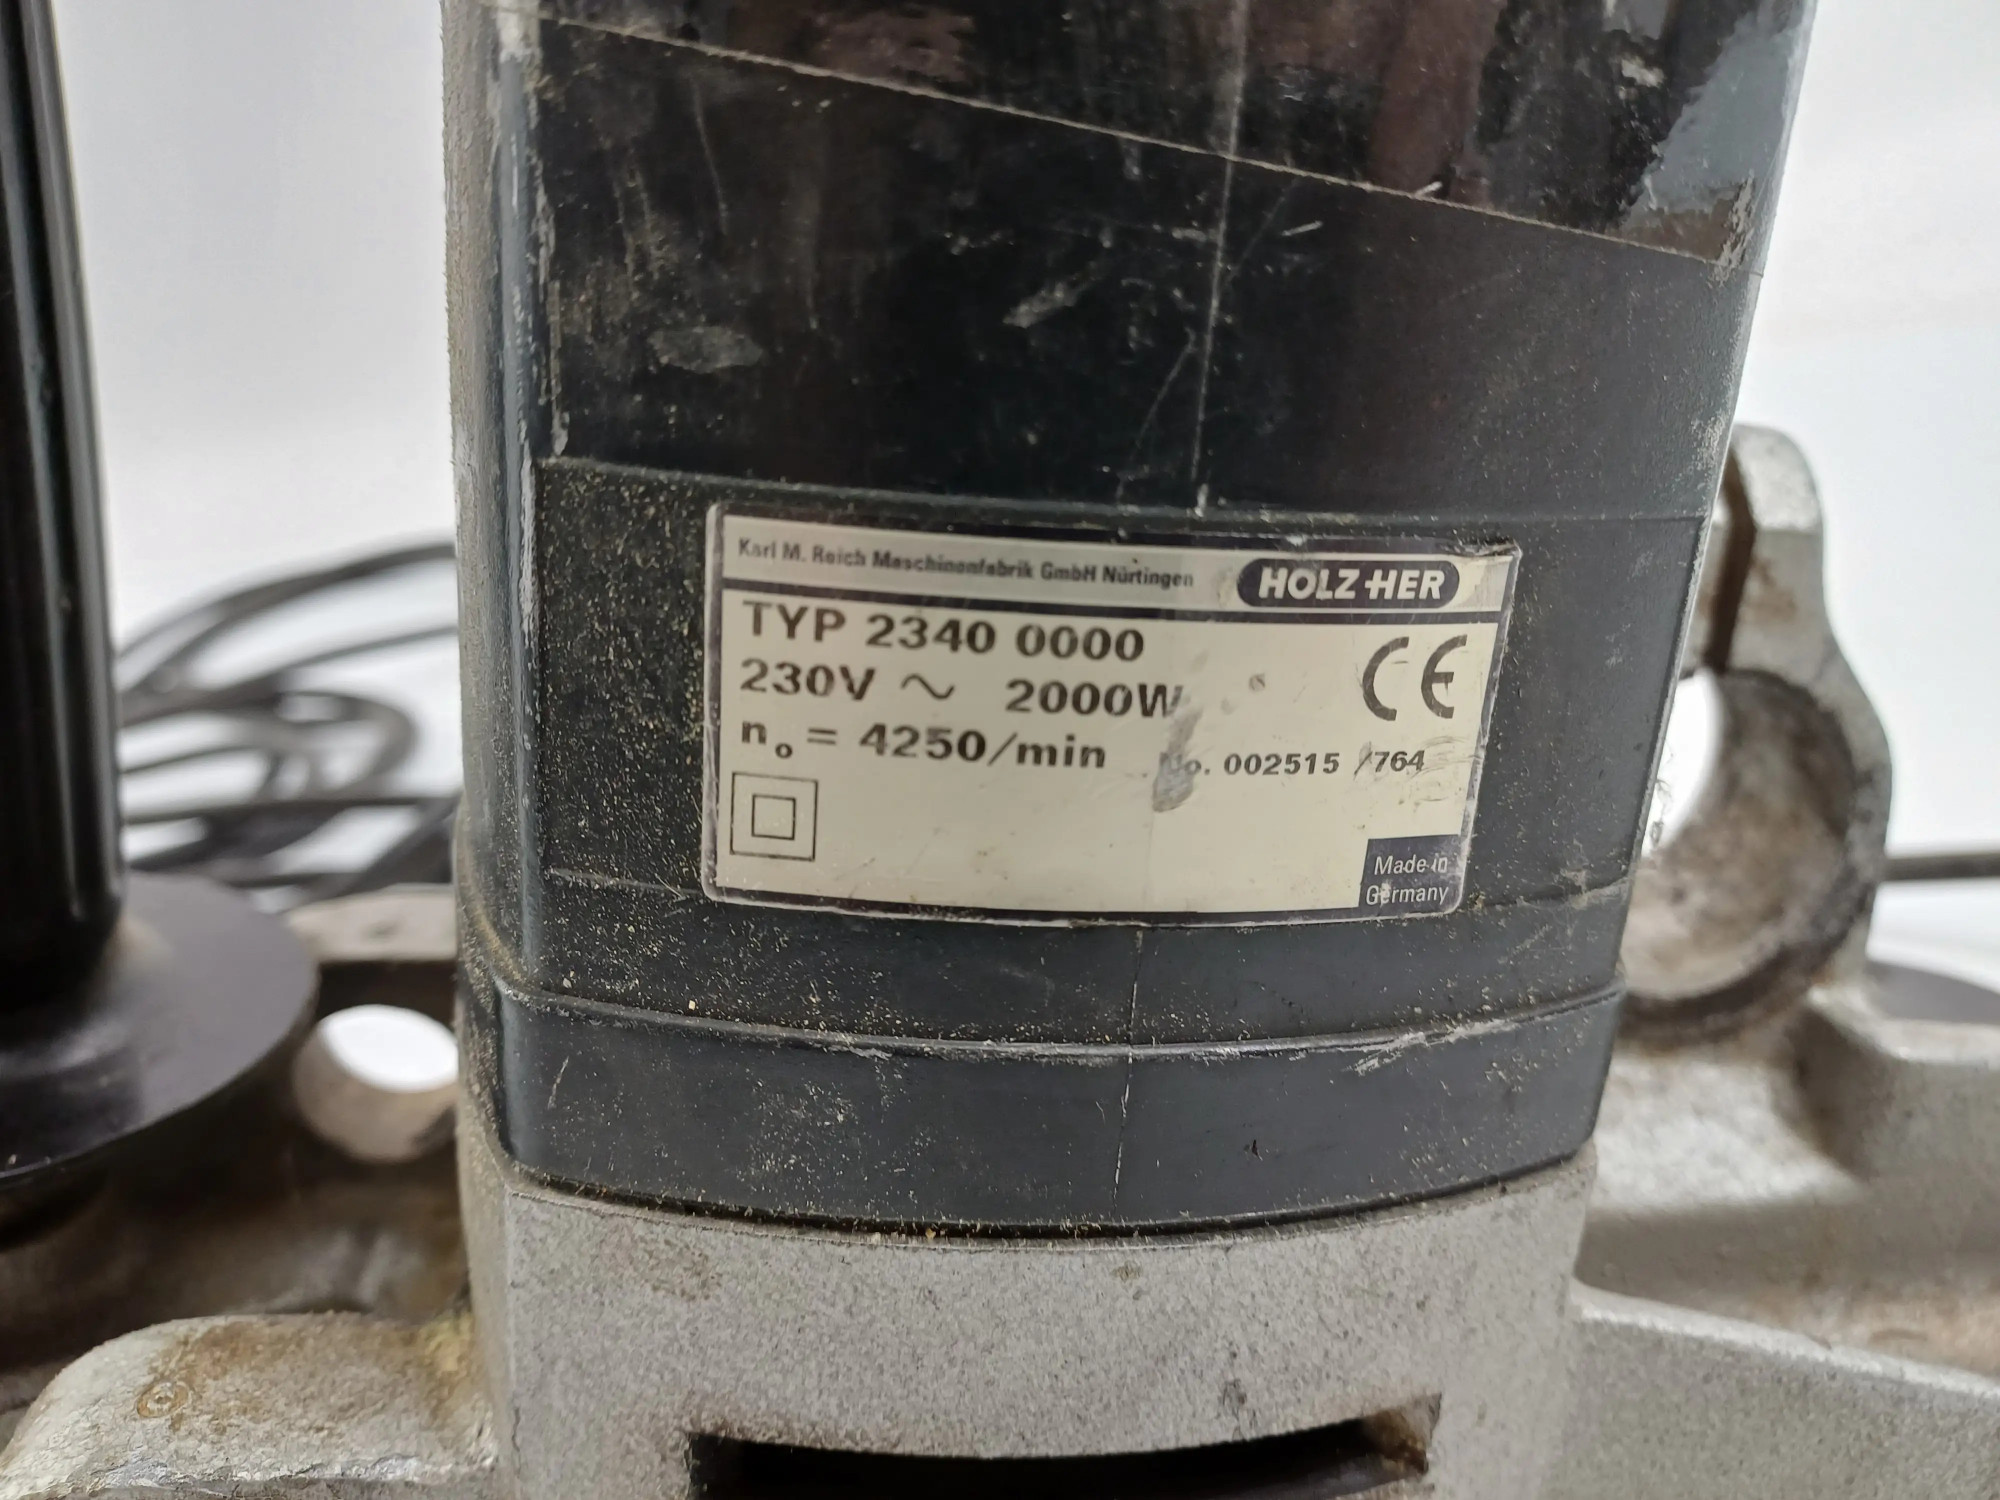 Karl M. Reich Maschinenfabrik GmbH Nürtingen
HOLZ-HER
TYP 2340 0000
230V ~ 2000W
CE
n₀ = 4250/min
No. 002515 /764
Made in
Germany